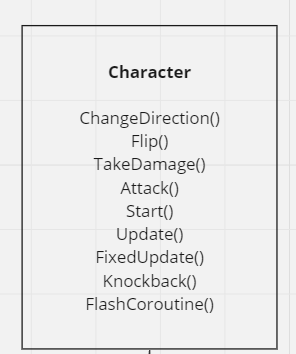 Character
ChangeDirection()
Flip()
TakeDamage()
Attack()
Start()
Update()
FixedUpdate()
Knockback()
FlashCoroutine()